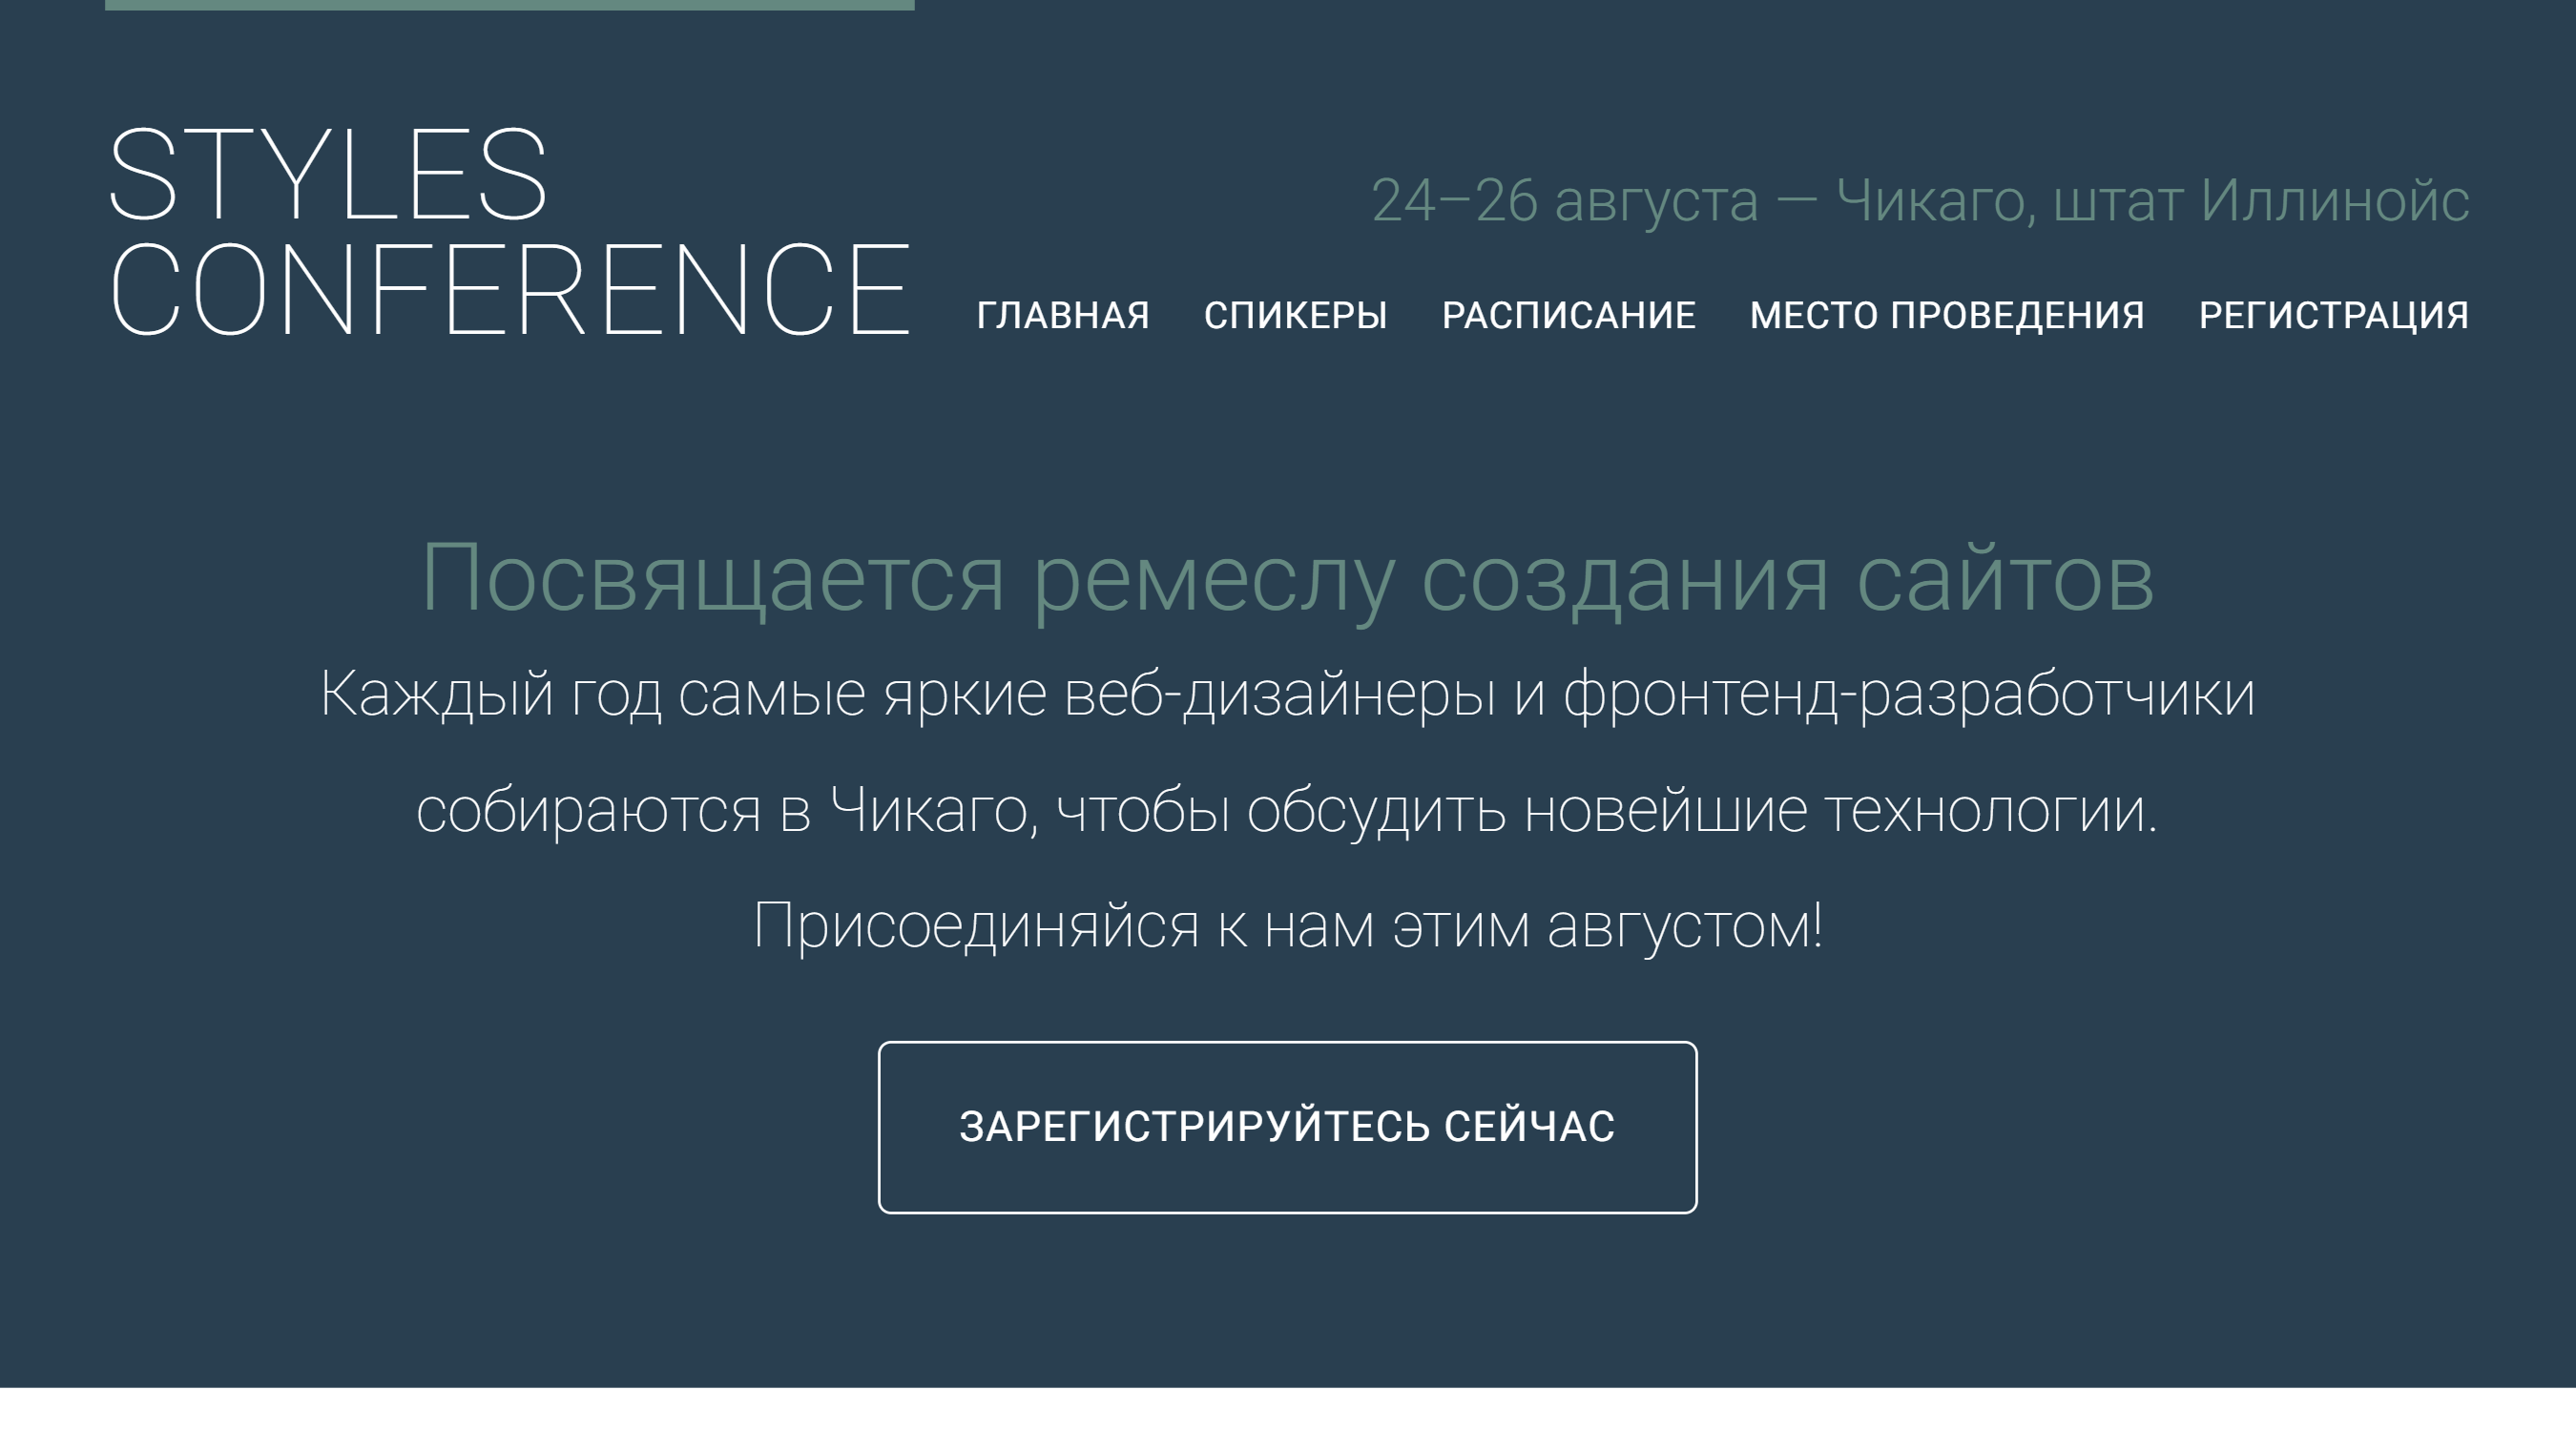 STYLES
CONFERENCE
24–26 августа — Чикаго, штат Иллинойс
ГЛАВНАЯ СПИКЕРЫ РАСПИСАНИЕ МЕСТО ПРОВЕДЕНИЯ РЕГИСТРАЦИЯ
Посвящается ремеслу создания сайтов
Каждый год самые яркие веб-дизайнеры и фронтенд-разработчики
собираются в Чикаго, чтобы обсудить новейшие технологии.
Присоединяйся к нам этим августом!
ЗАРЕГИСТРИРУЙТЕСЬ СЕЙЧАС